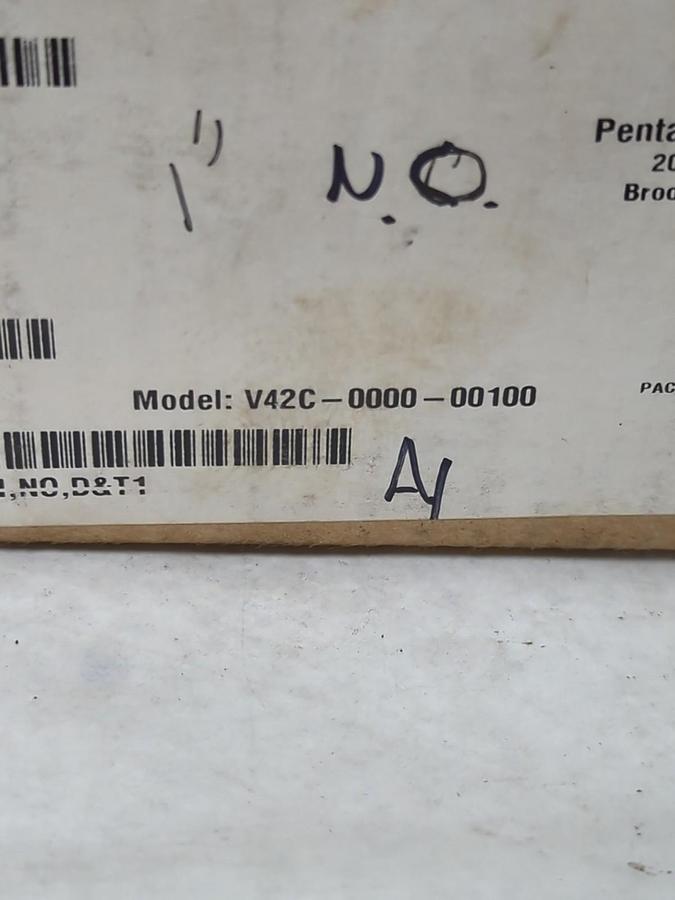 1" N.O.
Penta
20
Broo
Model: V42C-0000-00100
PAC
,NO,D&T1
A/